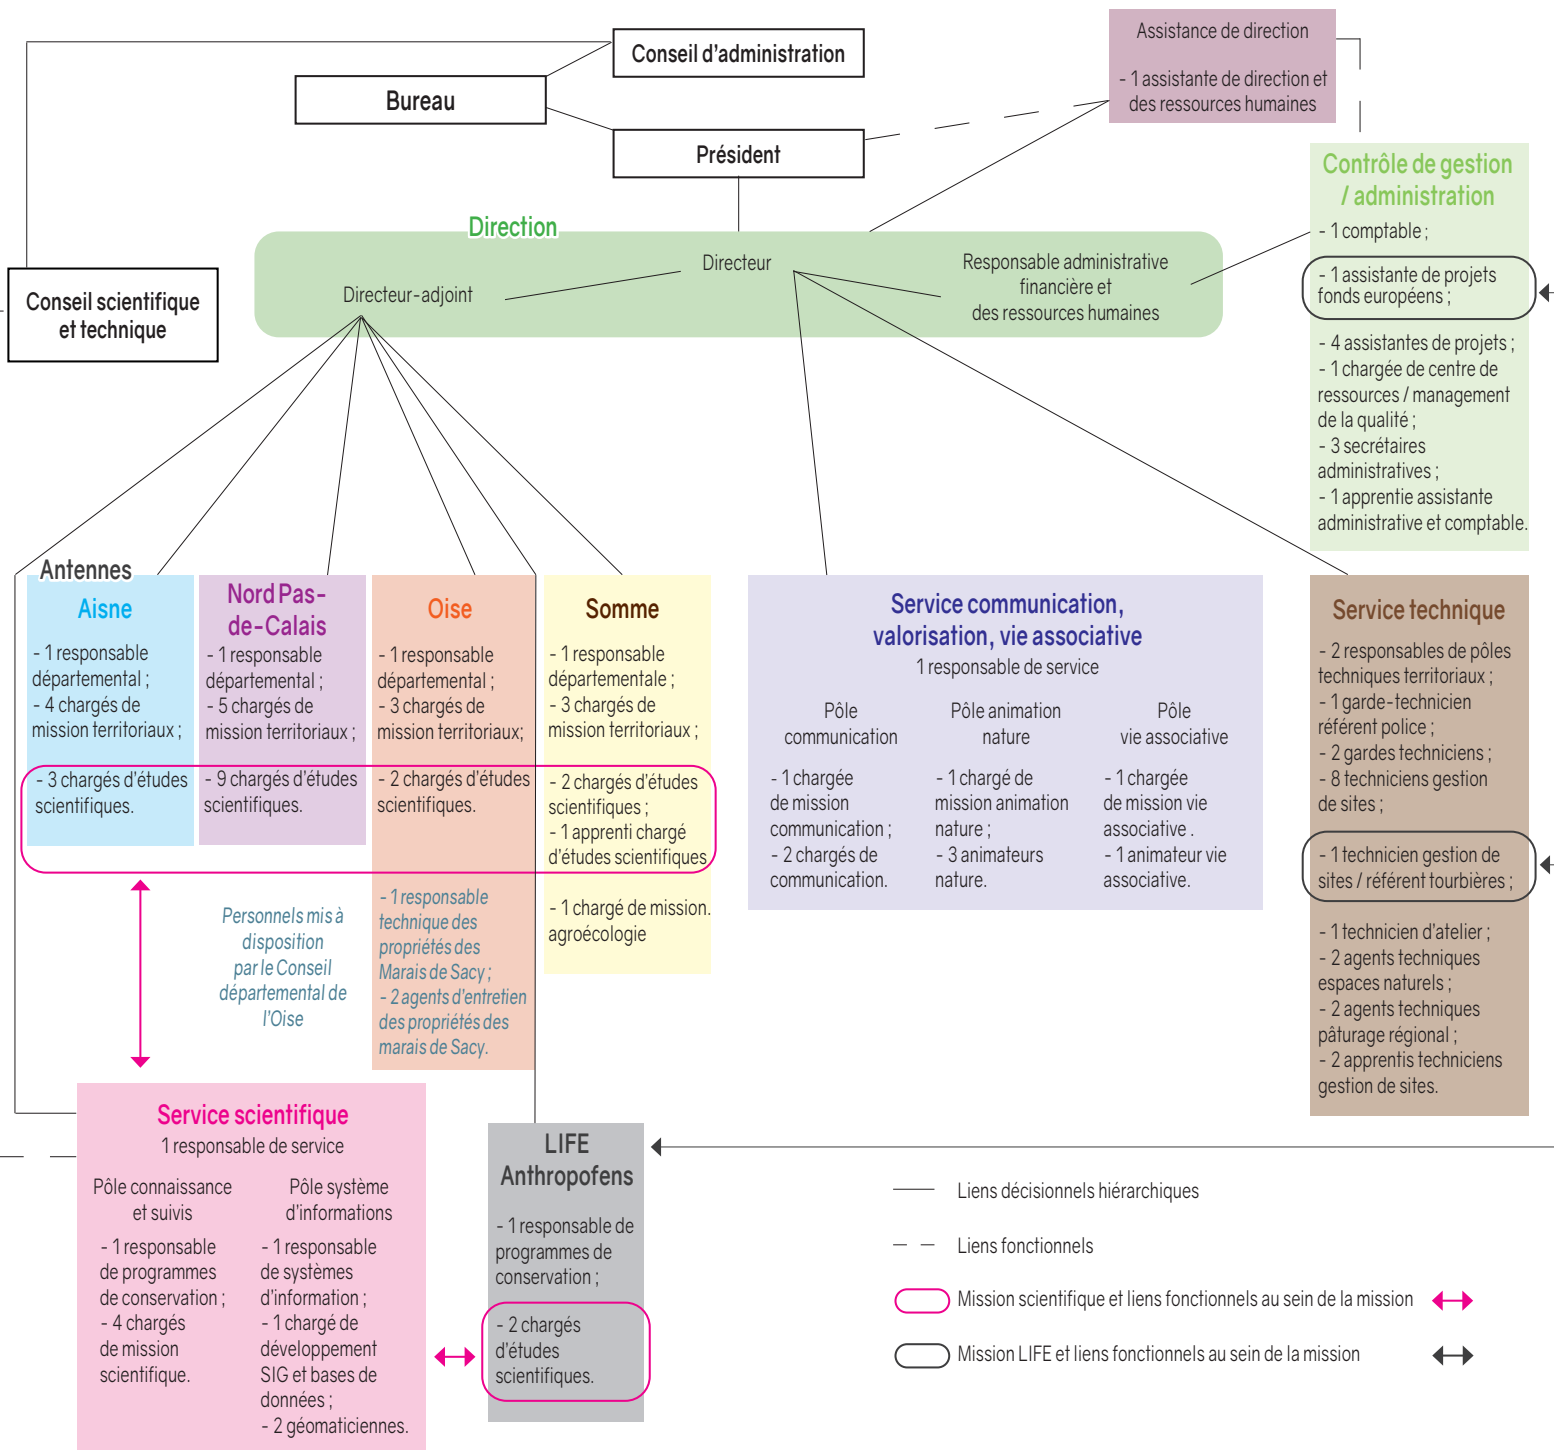 Conseil d'administration
Bureau
Président
Assistance de direction
- 1 assistante de direction et
des ressources humaines
Contrôle de gestion
/ administration
- 1 comptable ;
- 1 assistante de projets
fonds européens ;
- 4 assistantes de projets ;
- 1 chargée de centre de
ressources / management
de la qualité ;
- 3 secrétaires
administratives ;
- 1 apprentie assistante
administrative et comptable.
Direction
Directeur
Directeur-adjoint
Responsable administrative
financière et
des ressources humaines
Conseil scientifique
et technique
Antennes
Aisne
- 1 responsable
départemental ;
- 4 chargés de
mission territoriaux ;
- 3 chargés d'études
scientifiques.
Nord Pas-
de-Calais
- 1 responsable
départemental ;
- 5 chargés de
mission territoriaux ;
- 9 chargés d'études
scientifiques.
Oise
- 1 responsable
départemental ;
- 3 chargés de
mission territoriaux;
- 2 chargés d'études
scientifiques.
- 1 responsable
technique des
propriétés des
Marais de Sacy ;
- 2 agents d'entretien
des propriétés des
marais de Sacy.
Personnels mis à
disposition
par le Conseil
départemental de
l'Oise
Somme
- 1 responsable
départementale ;
- 3 chargés de
mission territoriaux ;
- 2 chargés d'études
scientifiques ;
- 1 apprenti chargé
d'études scientifiques
- 1 chargé de mission.
agroécologie
Service communication,
valorisation, vie associative
1 responsable de service
Pôle
communication
- 1 chargée
de mission
communication ;
- 2 chargés de
communication.
Pôle animation
nature
- 1 chargé de
mission animation
nature ;
- 3 animateurs
nature.
Pôle
vie associative
- 1 chargée
de mission vie
associative .
- 1 animateur vie
associative.
Service technique
- 2 responsables de pôles
techniques territoriaux ;
- 1 garde-technicien
référent police ;
- 2 gardes techniciens ;
- 8 techniciens gestion
de sites ;
- 1 technicien gestion de
sites / référent tourbières ;
- 1 technicien d'atelier ;
- 2 agents techniques
espaces naturels ;
- 2 agents techniques
pâturage régional ;
- 2 apprentis techniciens
gestion de sites.
Service scientifique
1 responsable de service
Pôle connaissance
et suivis
- 1 responsable
de programmes
de conservation ;
- 4 chargés
de mission
scientifique.
Pôle système
d'informations
- 1 responsable
de systèmes
d'information ;
- 1 chargé de
développement
SIG et bases de
données ;
- 2 géomaticiennes.
LIFE
Anthropofens
- 1 responsable de
programmes de
conservation ;
- 2 chargés
d'études
scientifiques.
Liens décisionnels hiérarchiques
Liens fonctionnels
Mission scientifique et liens fonctionnels au sein de la mission
Mission LIFE et liens fonctionnels au sein de la mission